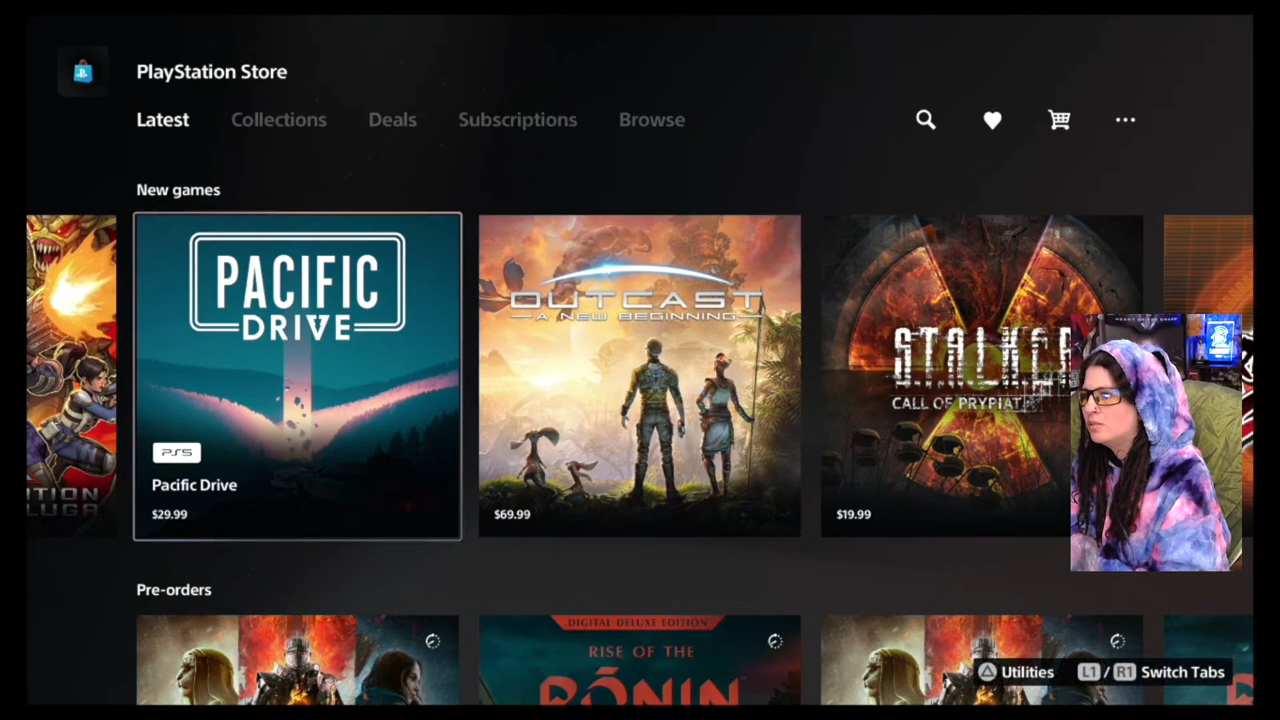 PlayStation Store
Latest
Collections
Deals
Subscriptions
Browse
New games
PACIFIC
DRIVE
PS5
Pacific Drive
$29.99
OUTCAST
A NEW BEGINNING
$69.99
S.T.A.L.K.E
CALL OF PRYPIAT
$19.99
Pre-orders
DIGITAL DELUXE EDITION
RISE OF THE
RŌNIN
Utilities
L1 / R1 Switch Tabs